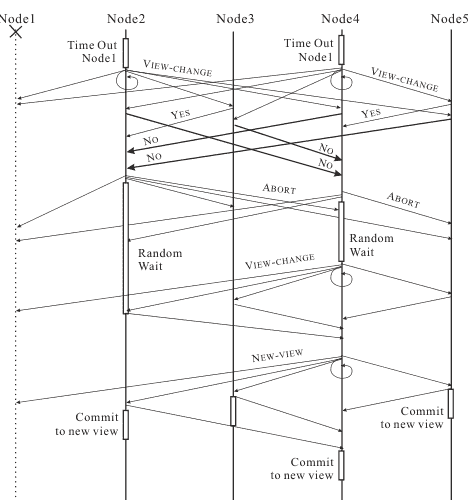 Node1 Node2 Node3 Node4 Node5
Time Out
Node1
Time Out
Node1
VIEW-CHANGE
VIEW-CHANGE
YES
YES
NO
NO
NO
NO
ABORT
ABORT
Random
Wait
Random
Wait
VIEW-CHANGE
NEW-VIEW
Commit
to new view
Commit
to new view
Commit
to new view